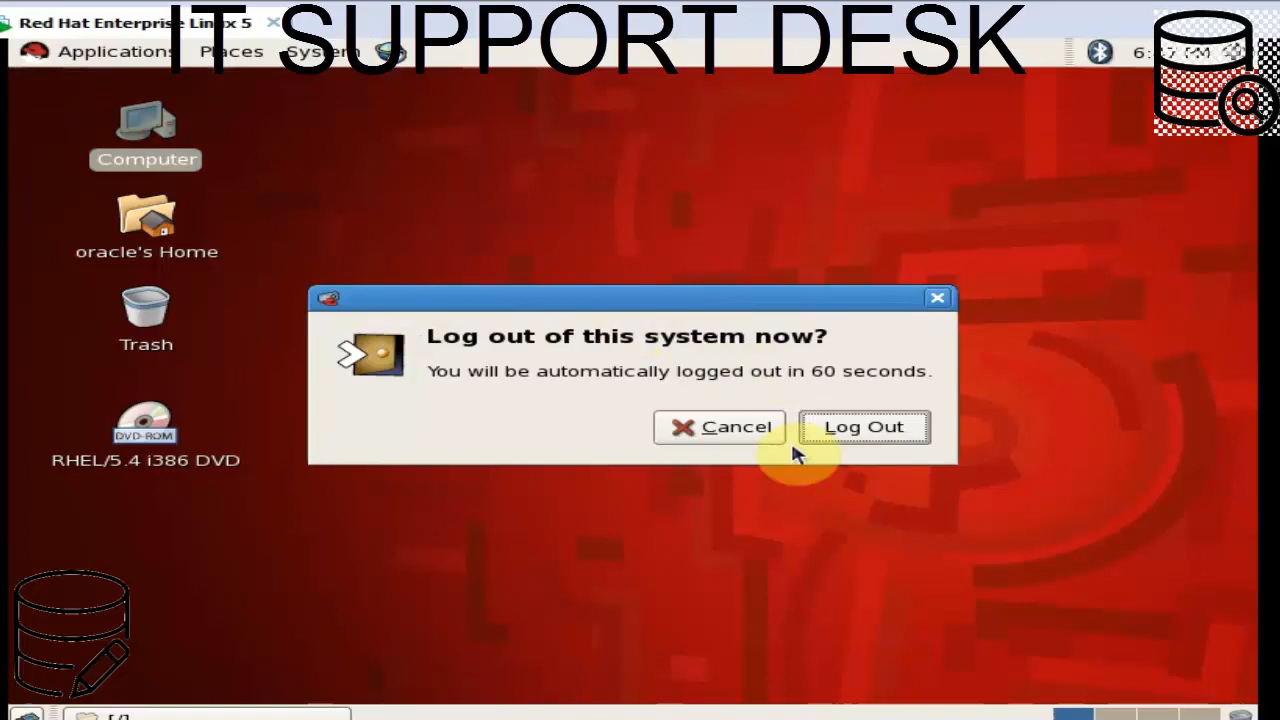 Red Hat Enterprise Linux 5
IT SUPPORT DESK
Applications Places System
Computer
oracle's Home
Trash
DVD-ROM
RHEL/5.4 i386 DVD
Log out of this system now?
You will be automatically logged out in 60 seconds.
Cancel
Log Out